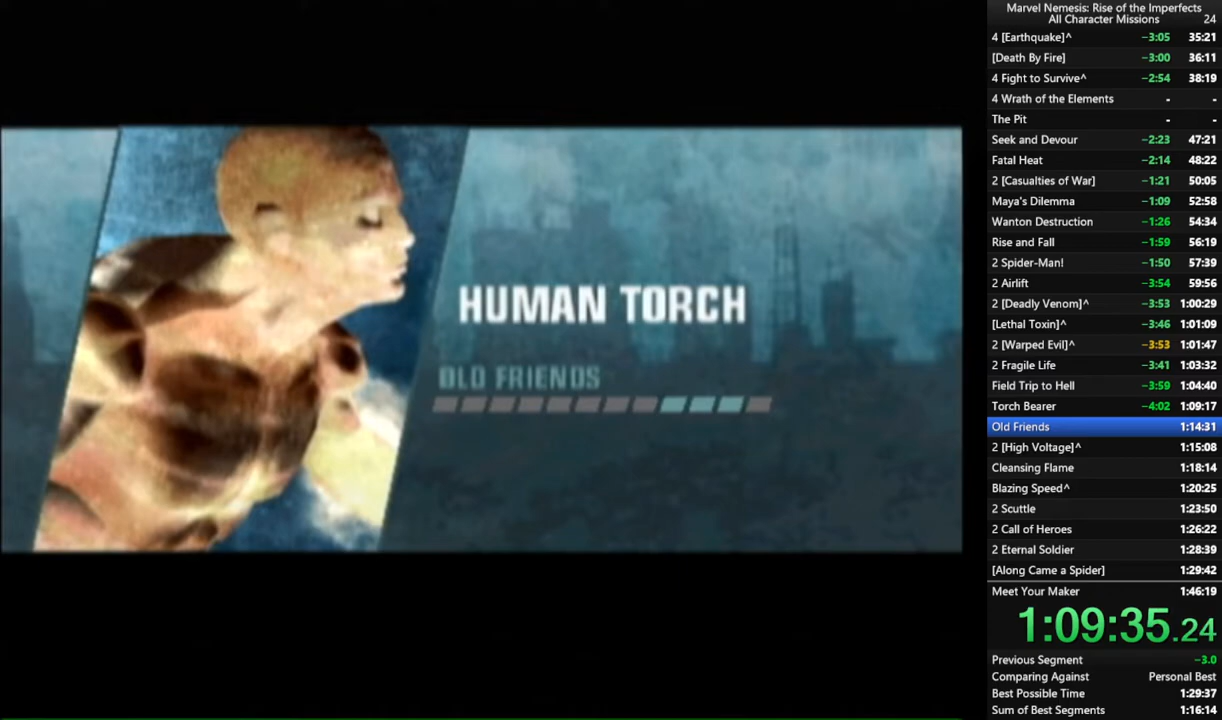 HUMAN TORCH
OLD FRIENDS
Marvel Nemesis: Rise of the Imperfects
All Character Missions 24
4 [Earthquake]^ −3:05 35:21
[Death By Fire] −3:00 36:11
4 Fight to Survive^ −2:54 38:19
4 Wrath of the Elements - -
The Pit - -
Seek and Devour −2:23 47:21
Fatal Heat −2:14 48:22
2 [Casualties of War] −1:21 50:05
Maya's Dilemma −1:09 52:58
Wanton Destruction −1:26 54:34
Rise and Fall −1:59 56:19
2 Spider-Man! −1:50 57:39
2 Airlift −3:54 59:56
2 [Deadly Venom]^ −3:53 1:00:29
[Lethal Toxin]^ −3:46 1:01:09
2 [Warped Evil]^ −3:53 1:01:47
2 Fragile Life −3:41 1:03:32
Field Trip to Hell −3:59 1:04:40
Torch Bearer −4:02 1:09:17
Old Friends 1:14:31
2 [High Voltage]^ 1:15:08
Cleansing Flame 1:18:14
Blazing Speed^ 1:20:25
2 Scuttle 1:23:50
2 Call of Heroes 1:26:22
2 Eternal Soldier 1:28:39
[Along Came a Spider] 1:29:42
Meet Your Maker 1:46:19
1:09:35.24
Previous Segment −3.0
Comparing Against Personal Best
Best Possible Time 1:29:37
Sum of Best Segments 1:16:14